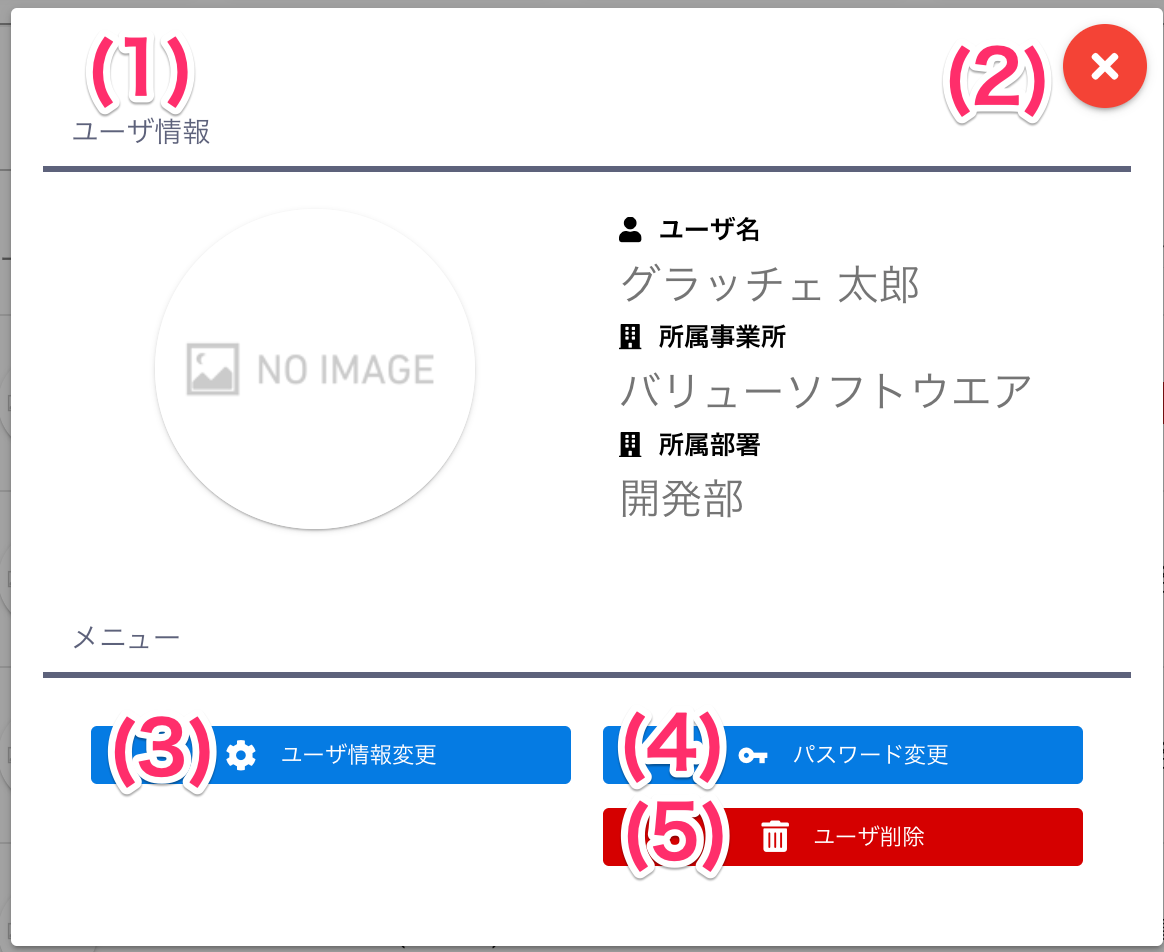 (1)
(2)
ユーザ情報
NO IMAGE
ユーザ名
グラッチェ 太郎
所属事業所
バリューソフトウエア
所属部署
開発部
メニュー
(3) ユーザ情報変更
(4) パスワード変更
(5) ユーザ削除